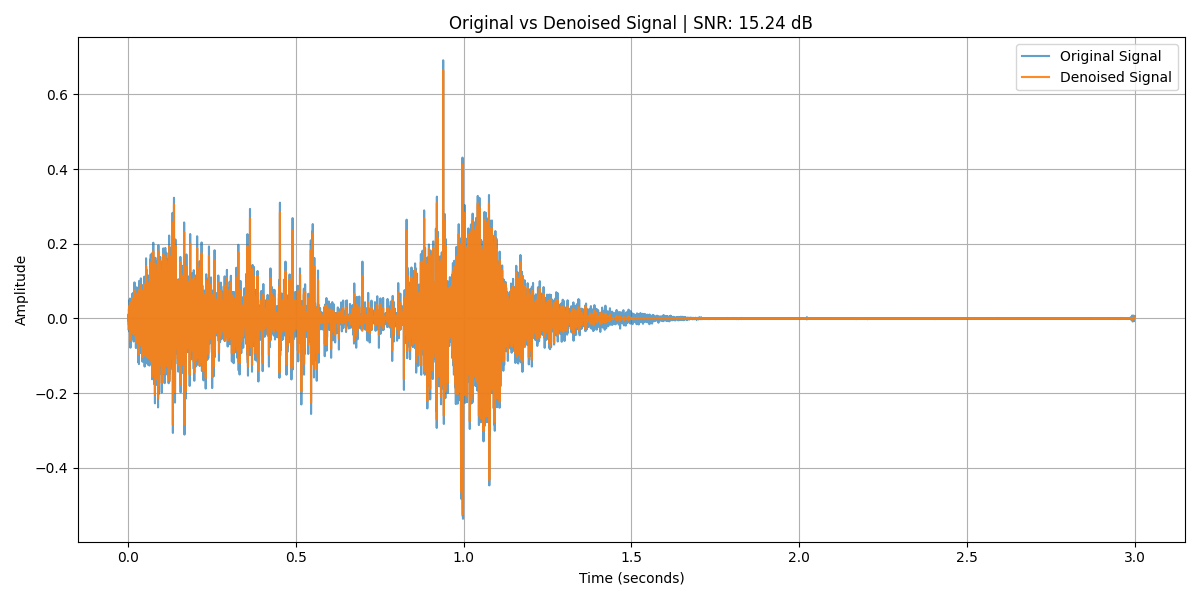 Original vs Denoised Signal | SNR: 15.24 dB
Original Signal
Denoised Signal
Amplitude
0.6
0.4
0.2
0.0
−0.2
−0.4
0.0 0.5 1.0 1.5 2.0 2.5 3.0
Time (seconds)